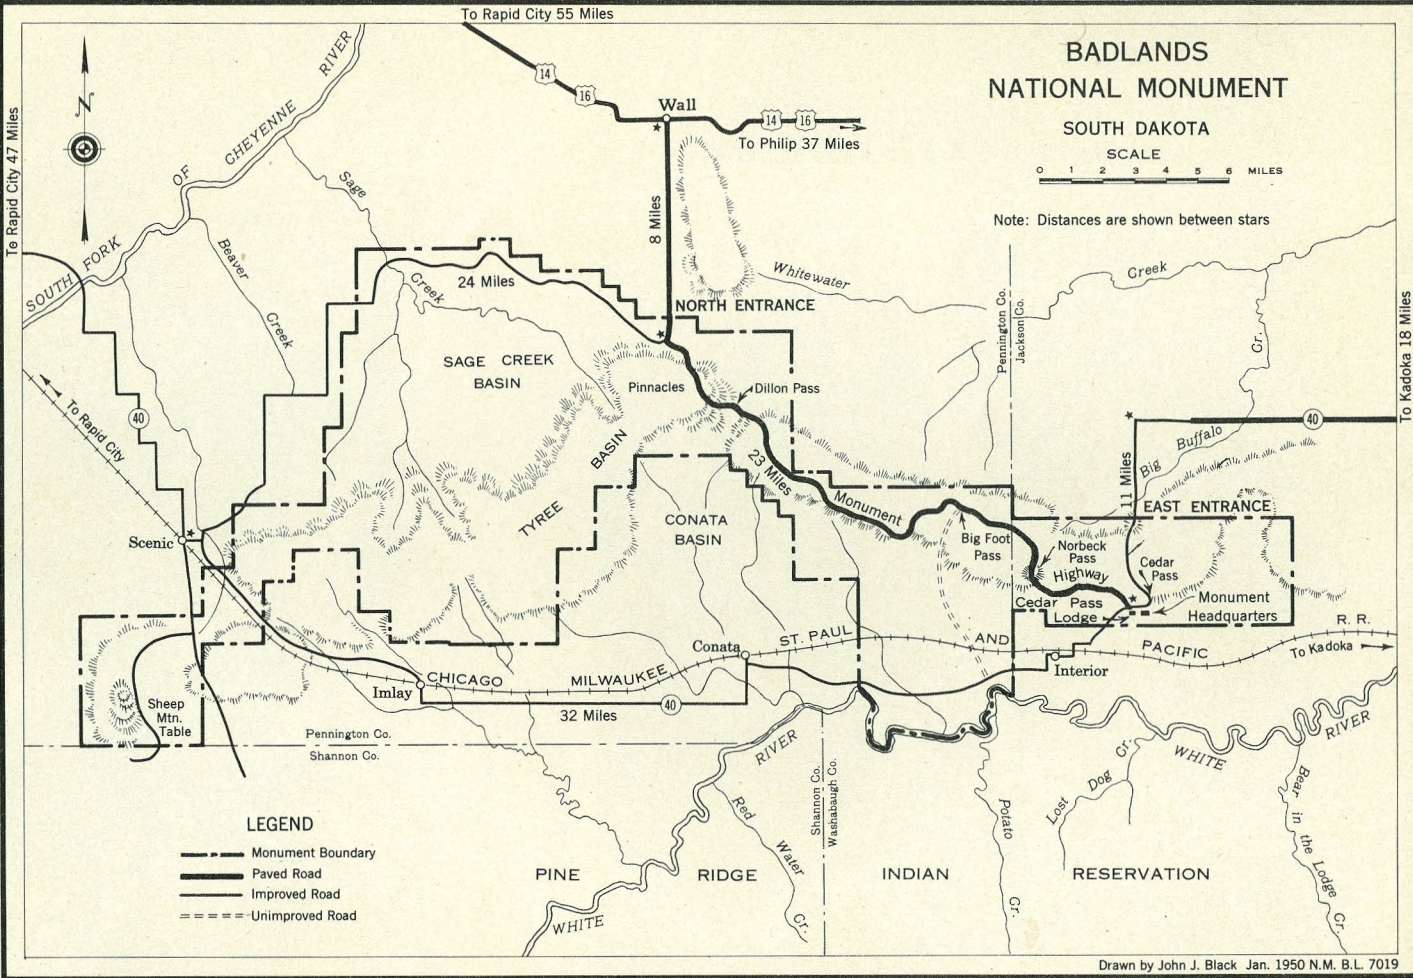 To Rapid City 55 Miles
BADLANDS
NATIONAL MONUMENT
SOUTH DAKOTA
SCALE
0 1 2 3 4 5 6 MILES
Note: Distances are shown between stars
N
To Rapid City 47 Miles
SOUTH FORK OF CHEYENNE RIVER
14
16
Wall
14 16
To Philip 37 Miles
8 Miles
Sage
Creek
Beaver
Creek
24 Miles
NORTH ENTRANCE
Whitewater
Creek
Pennington Co.
Jackson Co.
To Kadoka 18 Miles
SAGE CREEK
BASIN
Pinnacles
Dillon Pass
To Rapid City
40
40
Cr.
Buffalo
Big
11 Miles
23 Miles
TYREE BASIN
CONATA
BASIN
Monument
Highway
Big Foot
Pass
EAST ENTRANCE
Norbeck
Pass
Cedar
Pass
Scenic
Cedar Pass
Lodge
Monument
Headquarters
Conata
CHICAGO MILWAUKEE ST. PAUL AND PACIFIC R. R.
To Kadoka
Interior
Imlay
40
32 Miles
Sheep
Mtn.
Table
Pennington Co.
Shannon Co.
WHITE RIVER
RIVER
Shannon Co.
Washabaugh Co.
Red Water Cr.
Potato Cr.
Lost Dog Cr.
Bear in the Lodge Cr.
LEGEND
Monument Boundary
Paved Road
Improved Road
Unimproved Road
PINE RIDGE INDIAN RESERVATION
WHITE
Drawn by John J. Black Jan. 1950 N.M. B.L. 7019